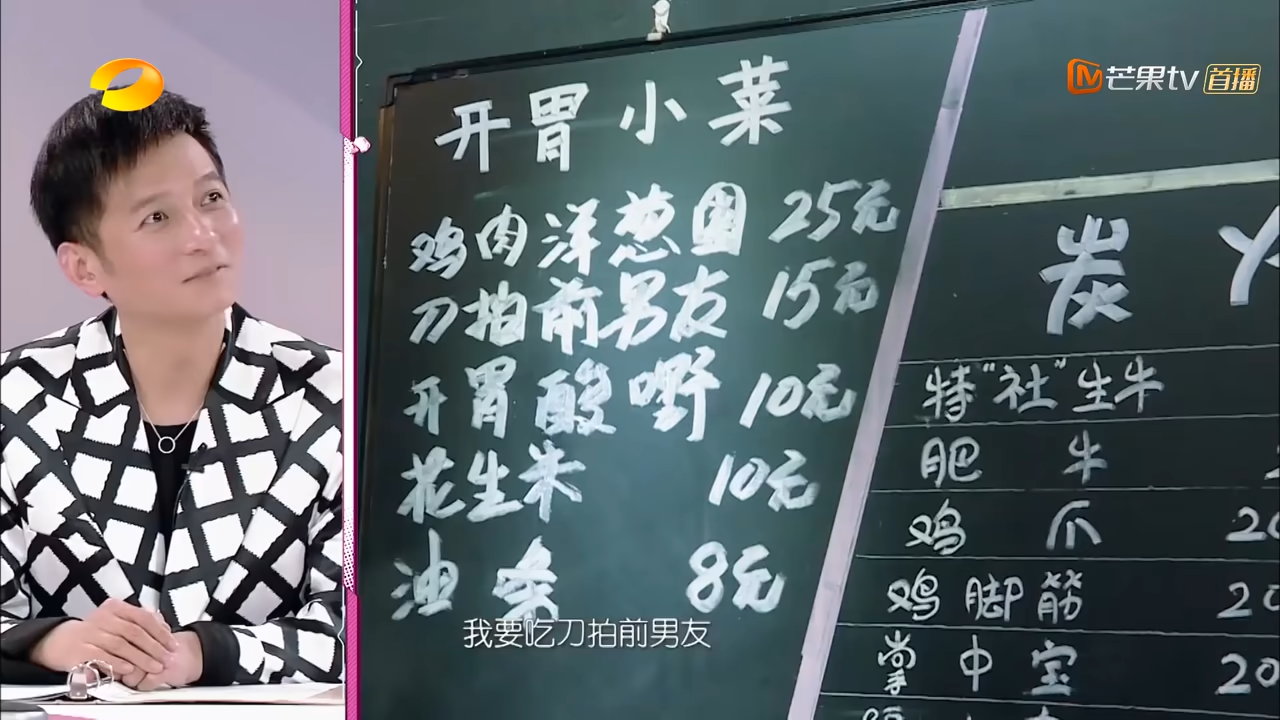 芒果tv 首播
开胃小菜
鸡肉洋葱圈 25元
刀拍前男友 15元
开胃酸嘢 10元
花生米 10元
油条 8元
炭
特“社”生牛
肥牛
鸡爪 20
鸡脚筋 20
掌中宝 20
我要吃刀拍前男友